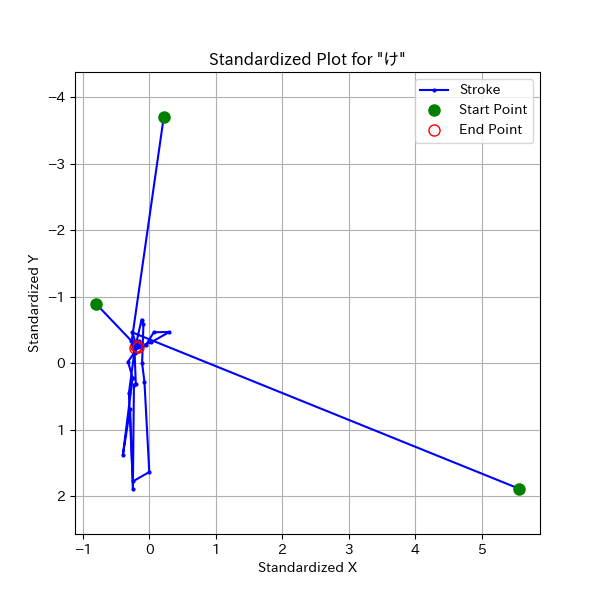 Standardized Plot for "け"
Stroke
Start Point
End Point
Standardized Y
−4
−3
−2
−1
0
1
2
−1 0 1 2 3 4 5
Standardized X